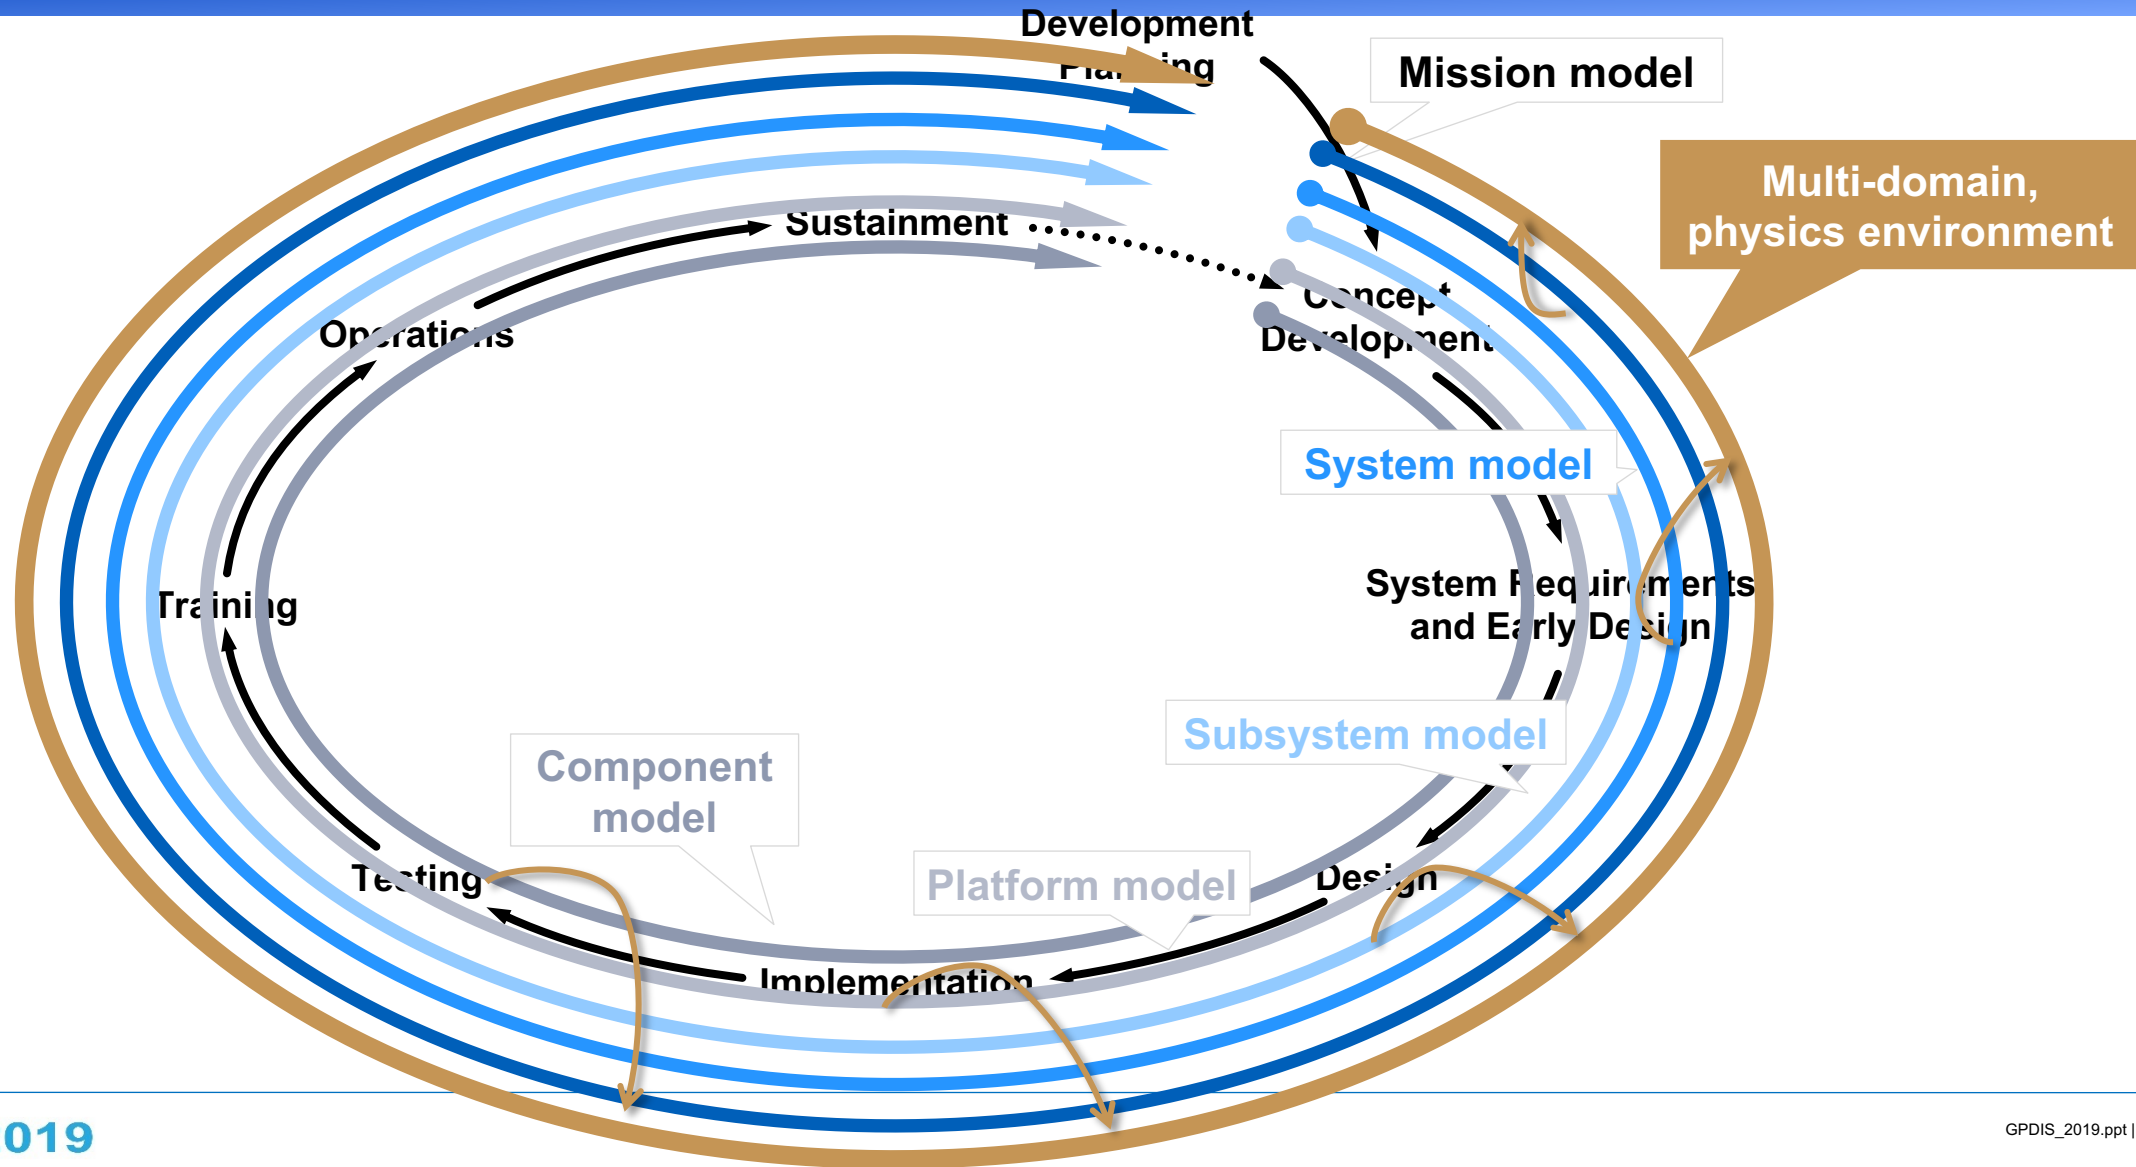 Development
Planning
Mission model
Multi-domain,
physics environment
Sustainment
Concept
Development
Operations
System model
System Requirements
and Early Design
Training
Subsystem model
Component
model
Platform model
Testing
Design
Implementation
019
GPDIS_2019.ppt |